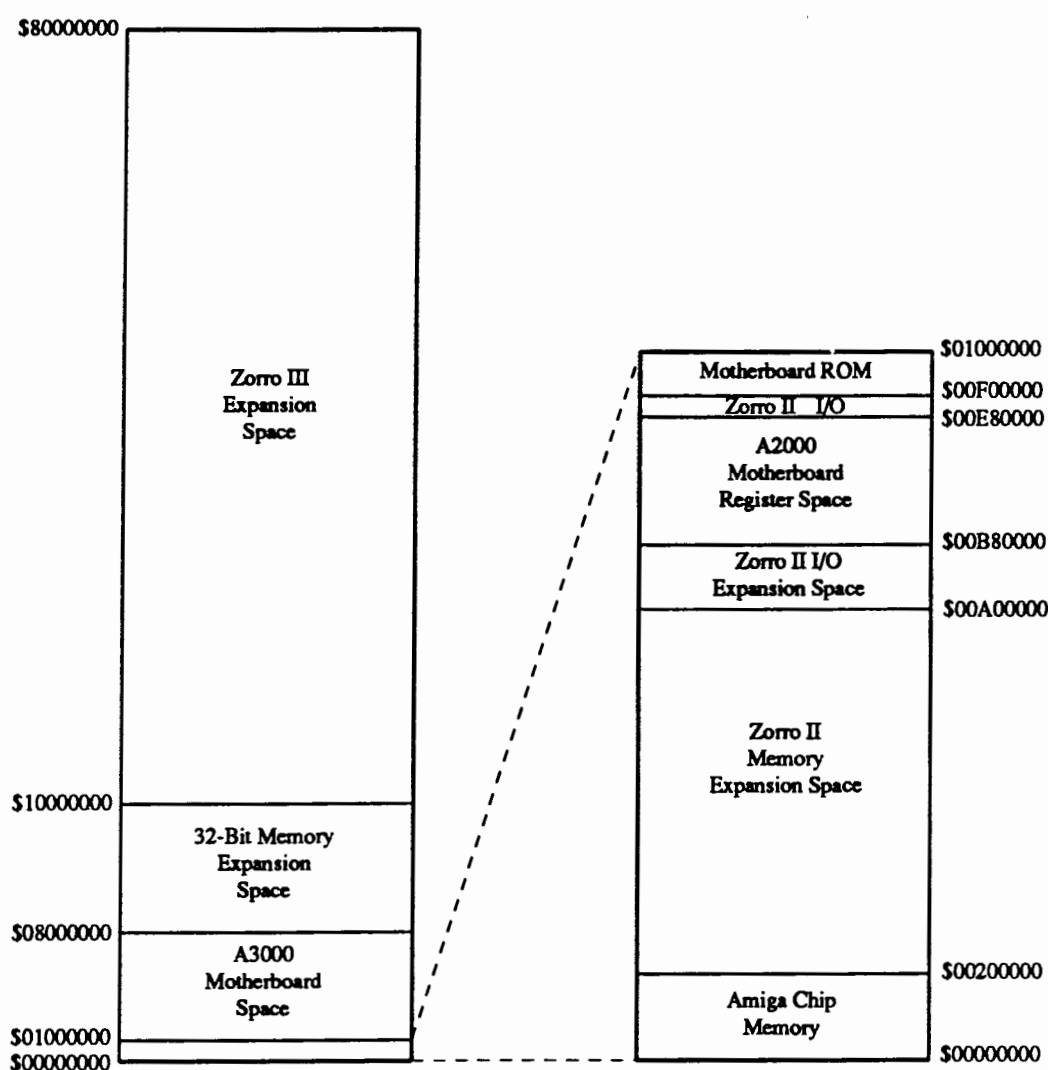 $80000000
Zorro III
Expansion
Space
$10000000
32-Bit Memory
Expansion
Space
$08000000
A3000
Motherboard
Space
$01000000
$00000000
$01000000
Motherboard ROM
$00F00000
Zorro II I/O
$00E80000
A2000
Motherboard
Register Space
$00B80000
Zorro II I/O
Expansion Space
$00A00000
Zorro II
Memory
Expansion Space
$00200000
Amiga Chip
Memory
$00000000